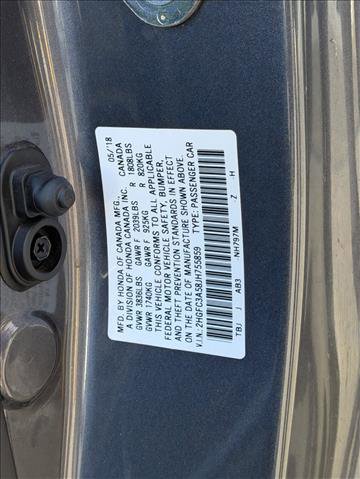 MFD. BY HONDA OF CANADA MFG., 05/18
A DIVISION OF HONDA CANADA INC. CANADA
GVWR 3836LBS GAWR F 2039LBS R 1808LBS
GVWR 1740KG GAWR F 925KG R 820KG
THIS VEHICLE CONFORMS TO ALL APPLICABLE
FEDERAL MOTOR VEHICLE SAFETY, BUMPER,
AND THEFT PREVENTION STANDARDS IN EFFECT
ON THE DATE OF MANUFACTURE SHOWN ABOVE.
V.I.N.: 2HGFC3A58JH755859 TYPE: PASSENGER CAR
TBJ J AB3 NH797M Z H